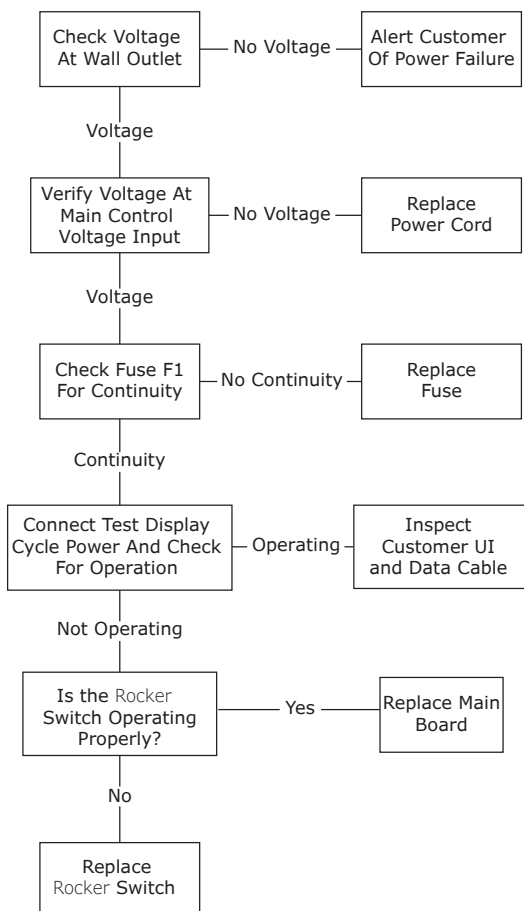 Check Voltage
At Wall Outlet
No Voltage
Alert Customer
Of Power Failure
Voltage
Verify Voltage At
Main Control
Voltage Input
No Voltage
Replace
Power Cord
Voltage
Check Fuse F1
For Continuity
No Continuity
Replace
Fuse
Continuity
Connect Test Display
Cycle Power And Check
For Operation
Operating
Inspect
Customer UI
and Data Cable
Not Operating
Is the Rocker
Switch Operating
Properly?
Yes
Replace Main
Board
No
Replace
Rocker Switch